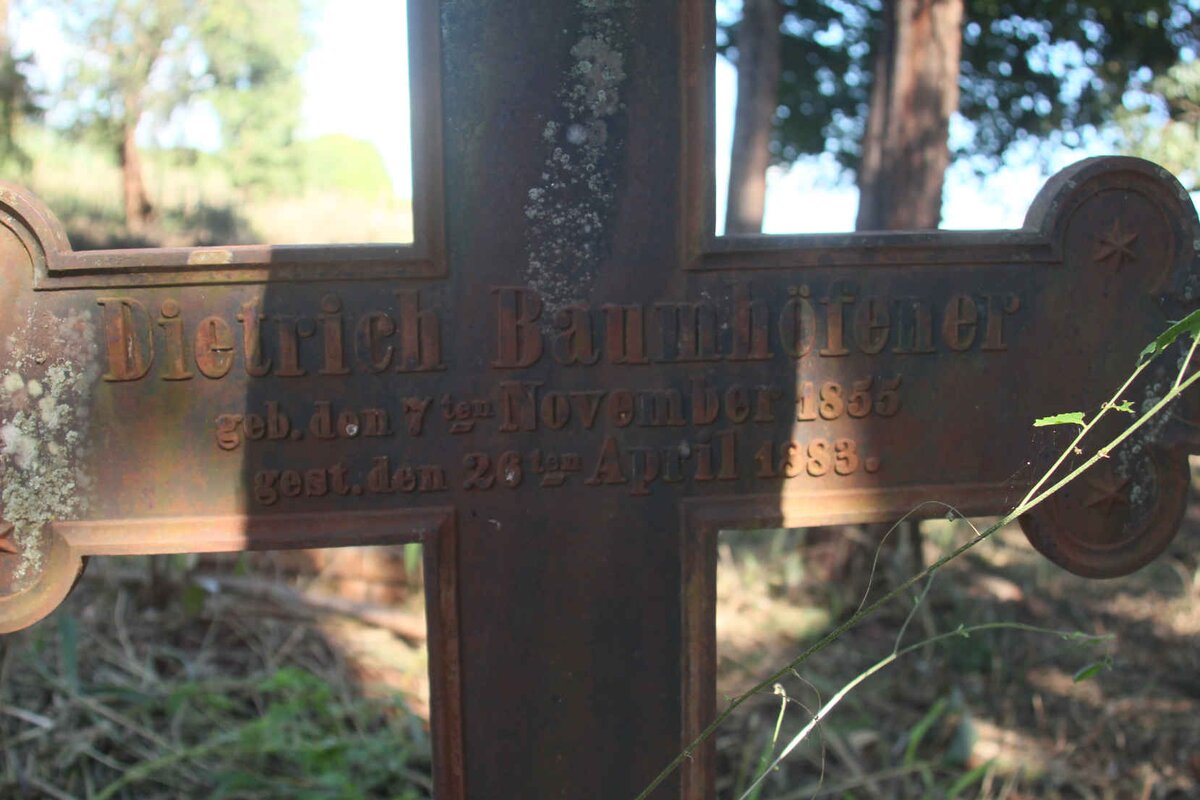 Dietrich Baumhöfener
geb. den 7ten November 1855
gest. den 26ten April 1883.